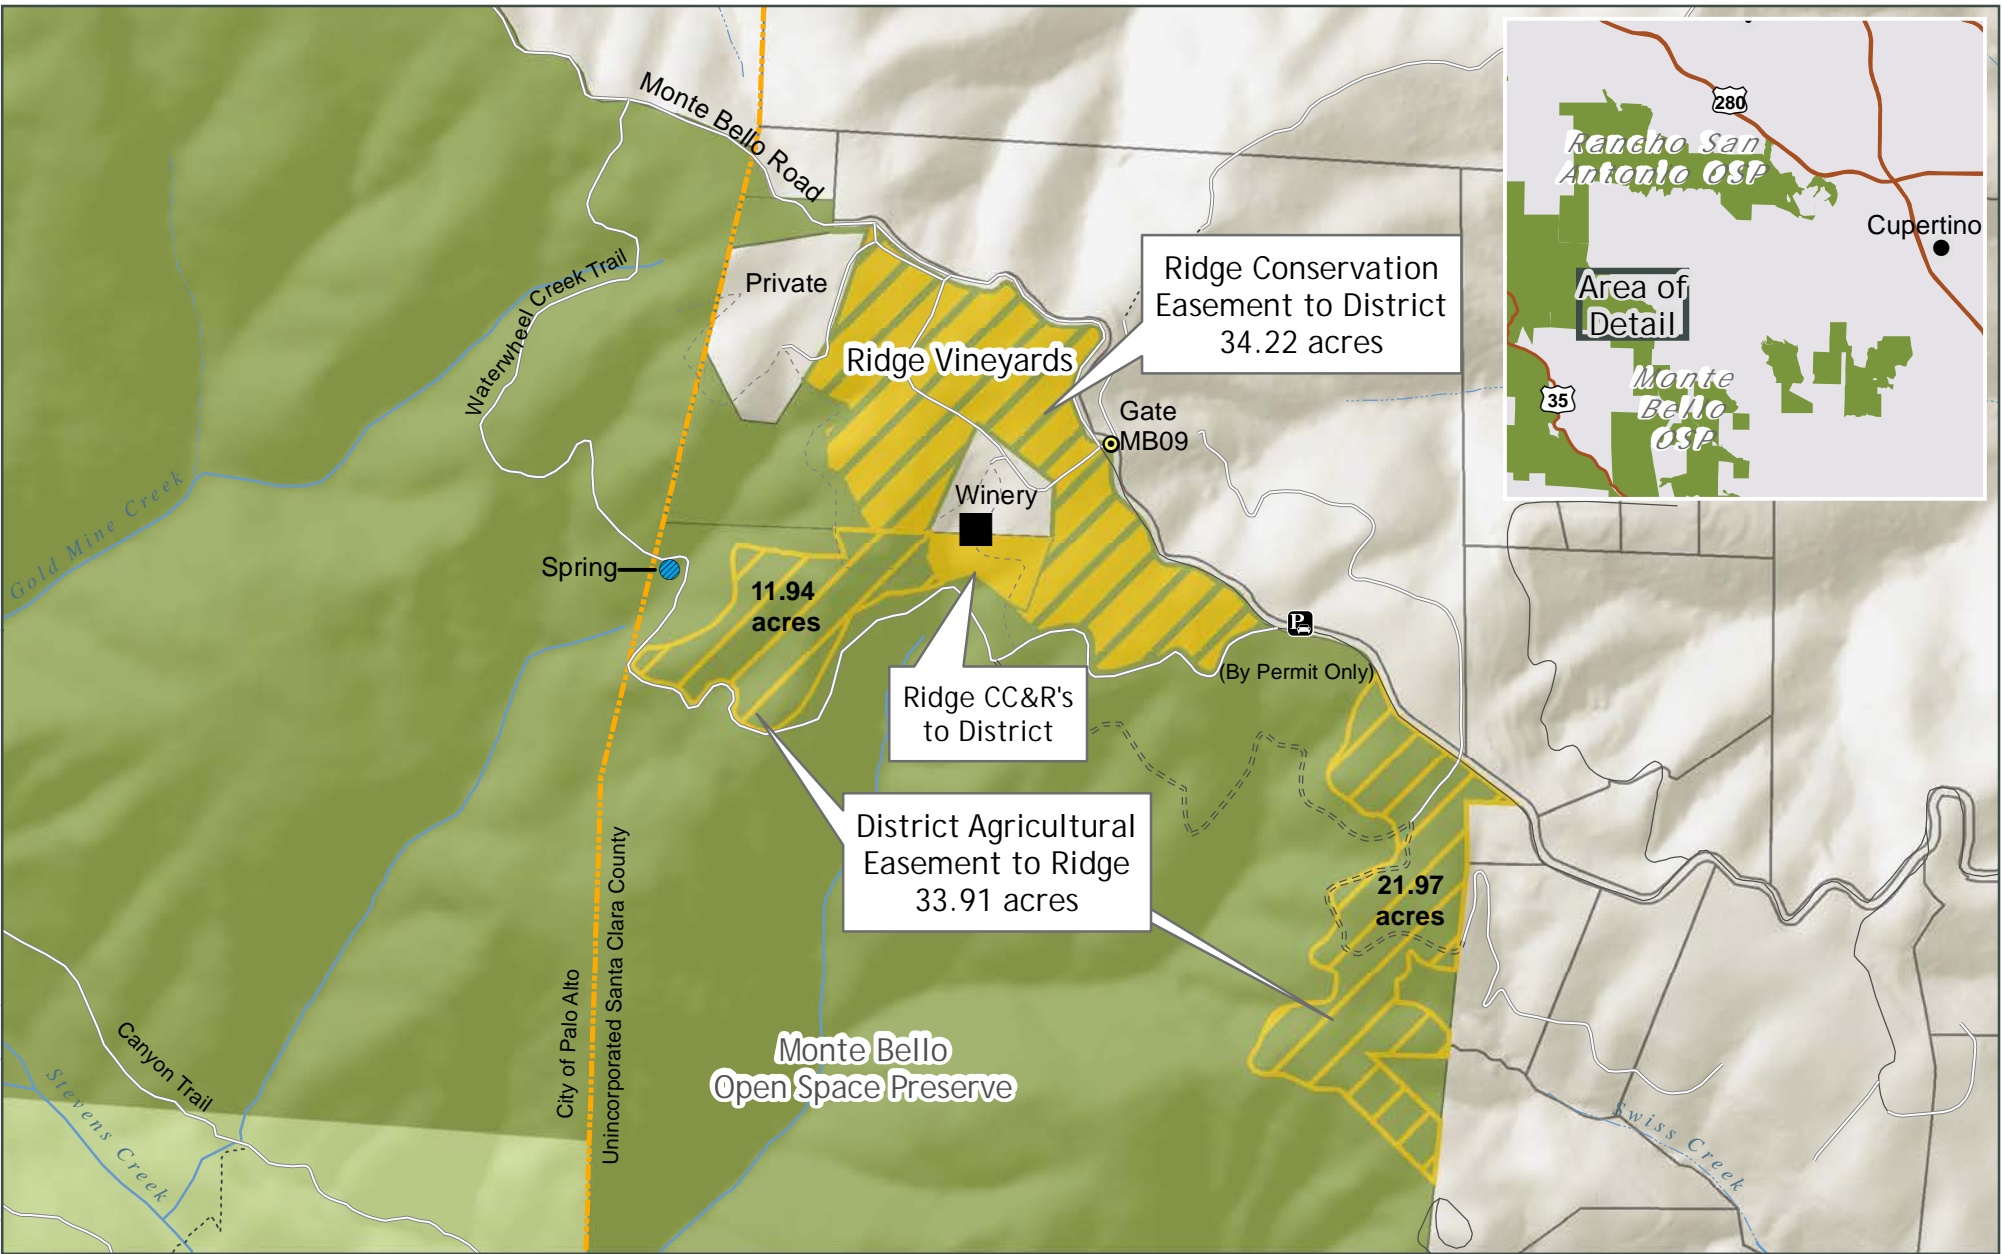 Monte Bello Road
280
Rancho San
Antonio OSP
Cupertino
Area of
Detail
Monte
Bello
OSP
35
Waterwheel Creek Trail
Private
Ridge Conservation
Easement to District
34.22 acres
Ridge Vineyards
Gate
MB09
Winery
Gold Mine Creek
Spring
11.94
acres
P
(By Permit Only)
Ridge CC&R's
to District
District Agricultural
Easement to Ridge
33.91 acres
21.97
acres
City of Palo Alto
Unincorporated Santa Clara County
Monte Bello
Open Space Preserve
Canyon Trail
Stevens Creek
Swiss Creek